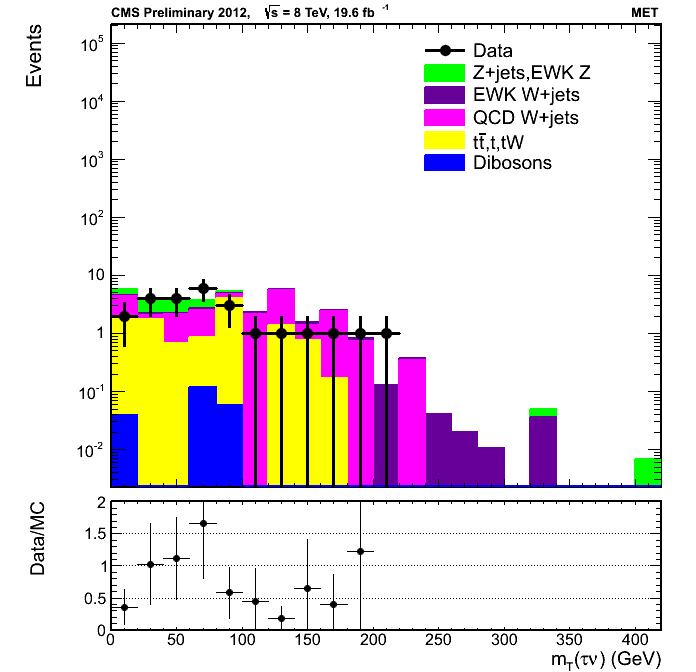 CMS Preliminary 2012, √s = 8 TeV, 19.6 fb⁻¹ MET
Events
10⁵
10⁴
10³
10²
10
1
10⁻¹
10⁻²
Data
Z+jets,EWK Z
EWK W+jets
QCD W+jets
tt̄,t,tW
Dibosons
Data/MC
2
1.5
1
0.5
0
0 50 100 150 200 250 300 350 400
m_T(τν) (GeV)